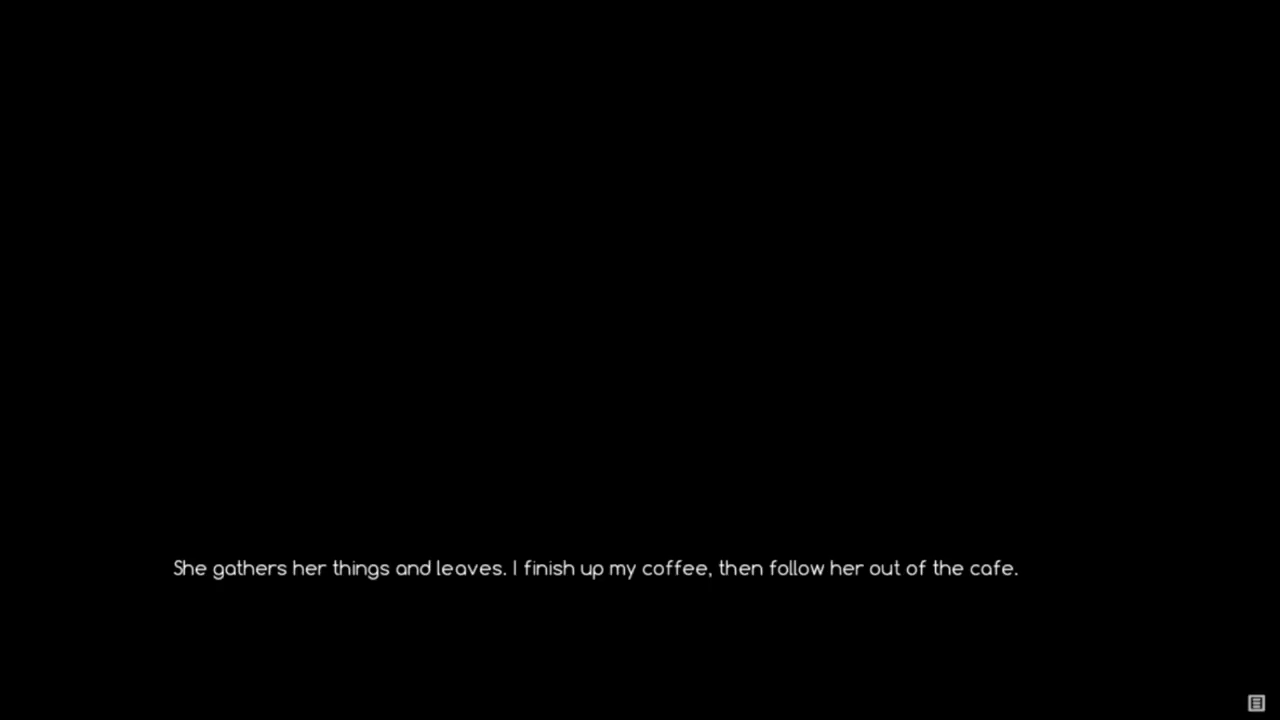 She gathers her things and leaves. I finish up my coffee, then follow her out of the cafe.